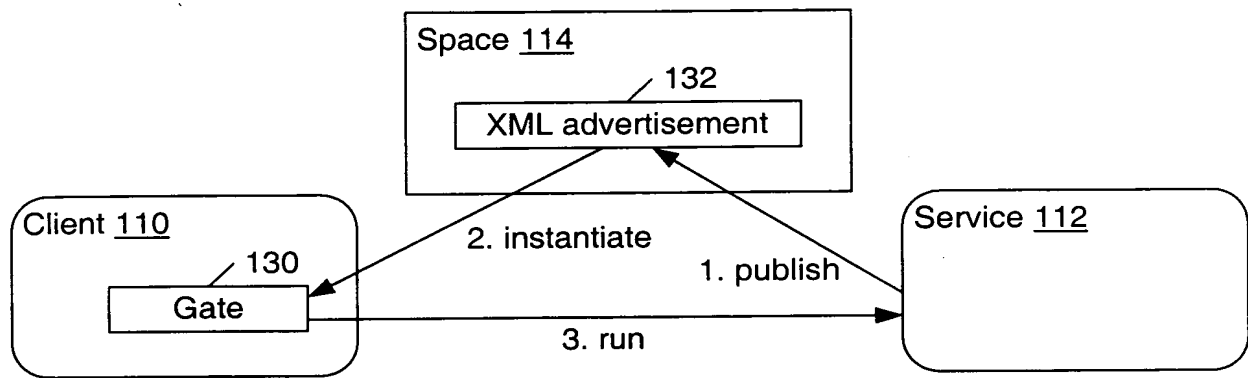 Space 114
132
XML advertisement
Client 110
2. instantiate
Service 112
130
1. publish
Gate
3. run